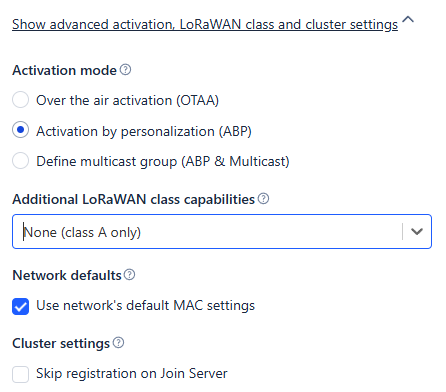 Show advanced activation, LoRaWAN class and cluster settings
Activation mode
Over the air activation (OTAA)
Activation by personalization (ABP)
Define multicast group (ABP & Multicast)
Additional LoRaWAN class capabilities
None (class A only)
Network defaults
Use network's default MAC settings
Cluster settings
Skip registration on Join Server